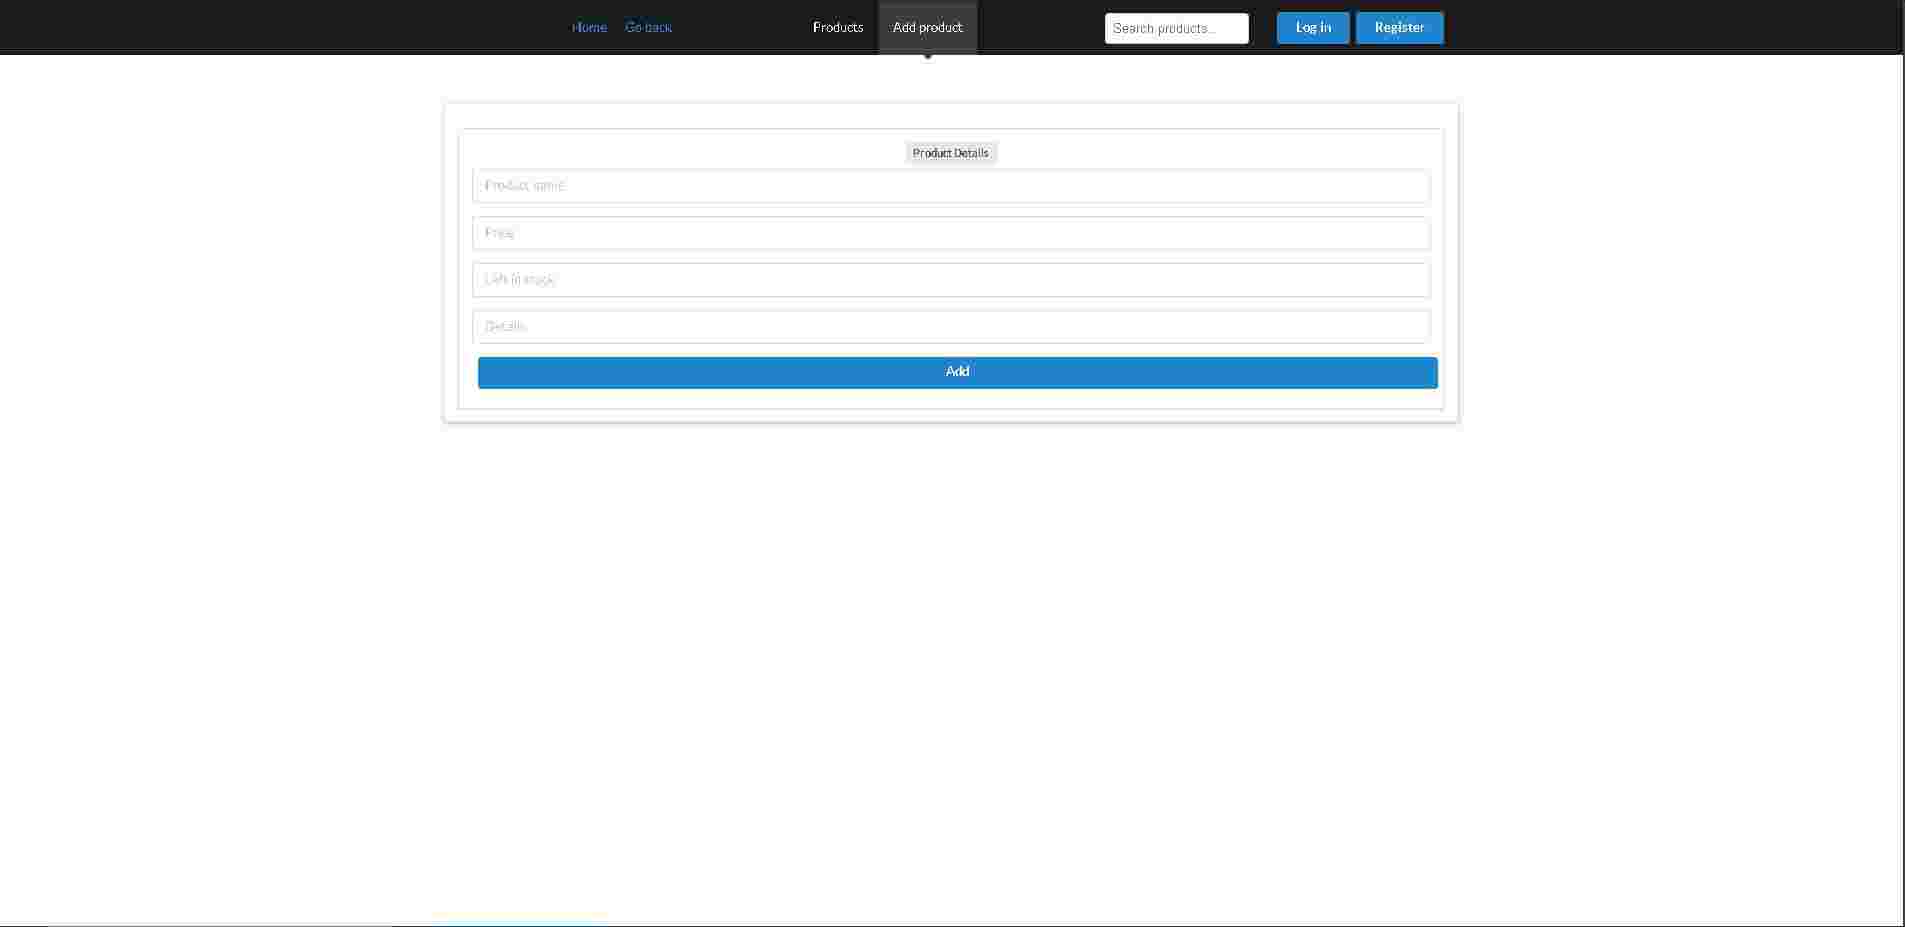 Home Go back Products Add product Search products... Log in Register
Product Details
Product name
Price
Left in stock
Details
Add